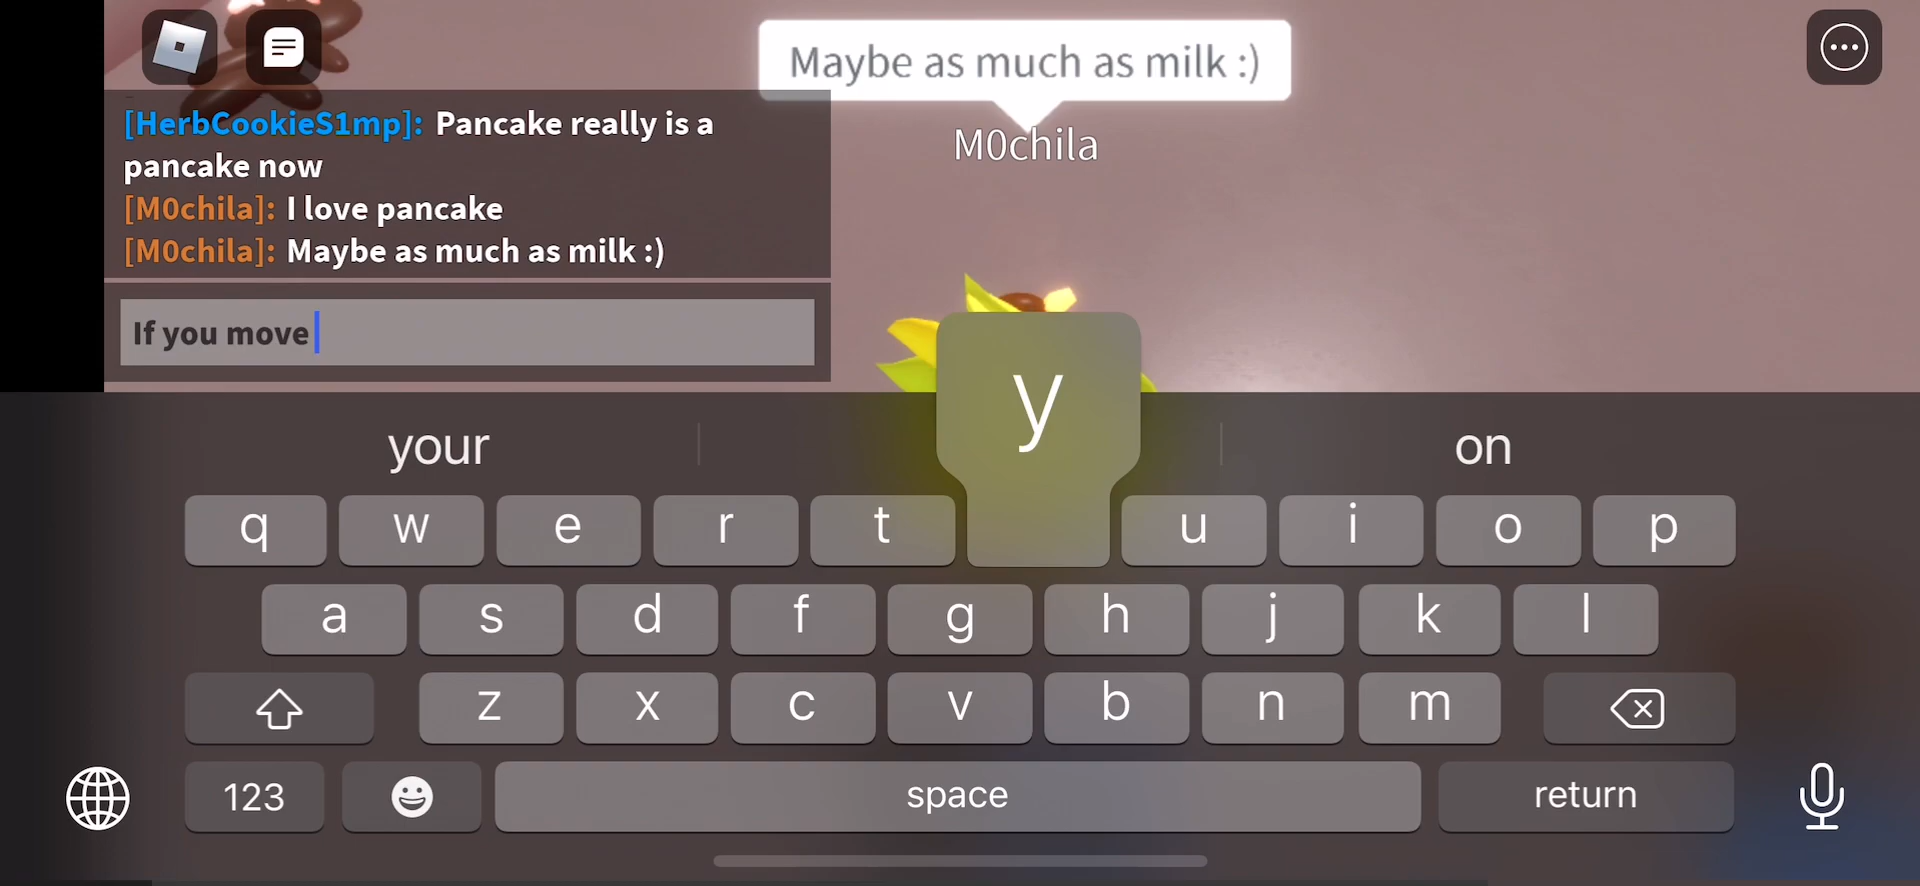 Maybe as much as milk :)
M0chila
[HerbCookieS1mp]: Pancake really is a
pancake now
[M0chila]: I love pancake
[M0chila]: Maybe as much as milk :)
If you move
your on
y
q w e r t u i o p
a s d f g h j k l
z x c v b n m
123 space return